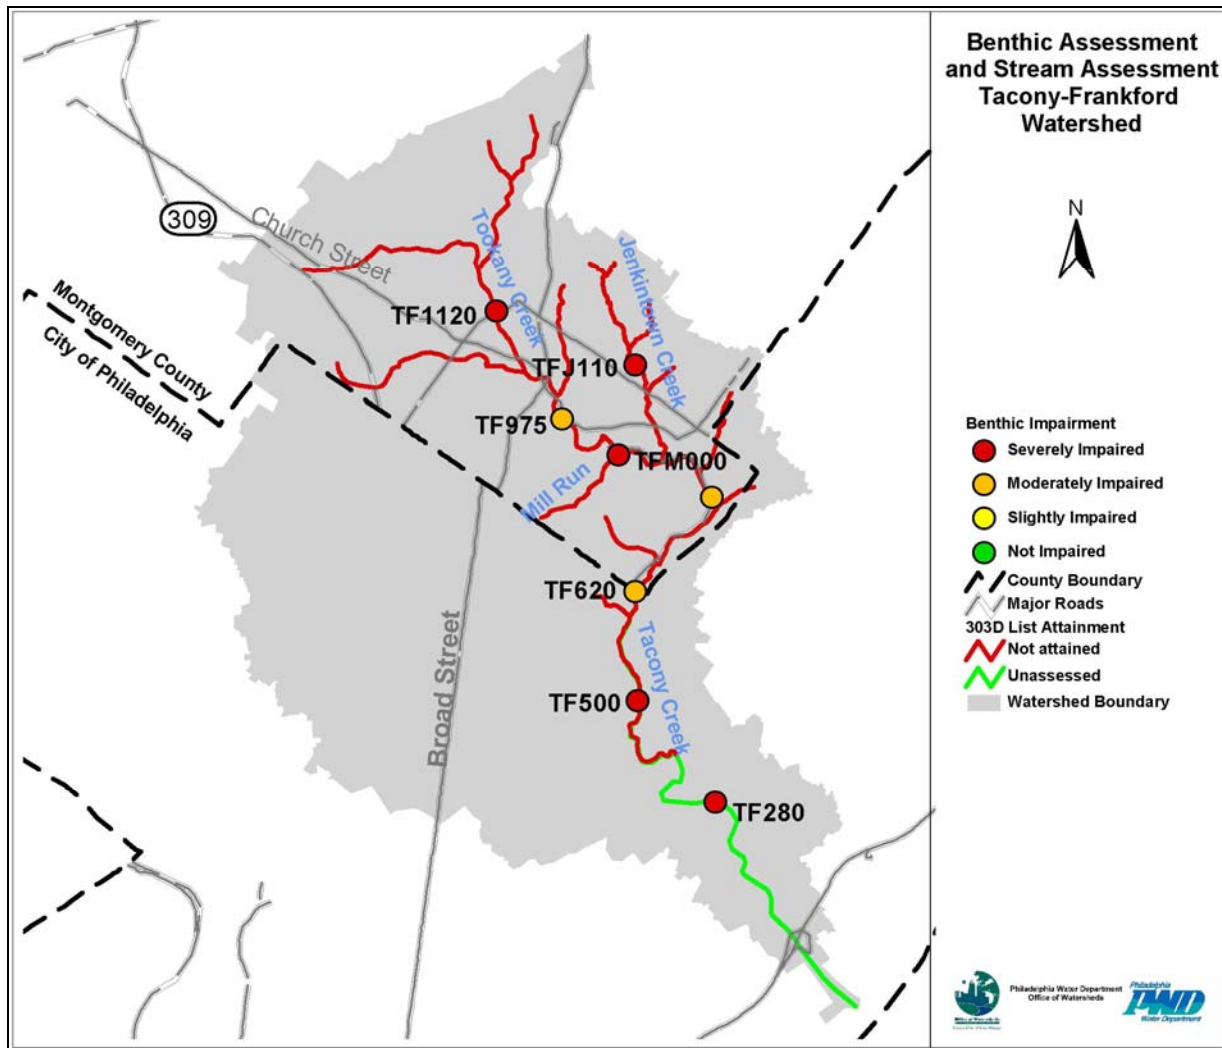 Benthic Assessment
and Stream Assessment
Tacony-Frankford
Watershed
N
309
Church Street
Tookany Creek
Jenkintown Creek
Montgomery County
City of Philadelphia
TF1120
TFJ110
TF975
TFM000
Mill Run
TF620
Tacony Creek
Broad Street
TF500
TF280
Benthic Impairment
Severely Impaired
Moderately Impaired
Slightly Impaired
Not Impaired
County Boundary
Major Roads
303D List Attainment
Not attained
Unassessed
Watershed Boundary
Philadelphia Water Department
Office of Watersheds
Philadelphia
PWD
Water Department